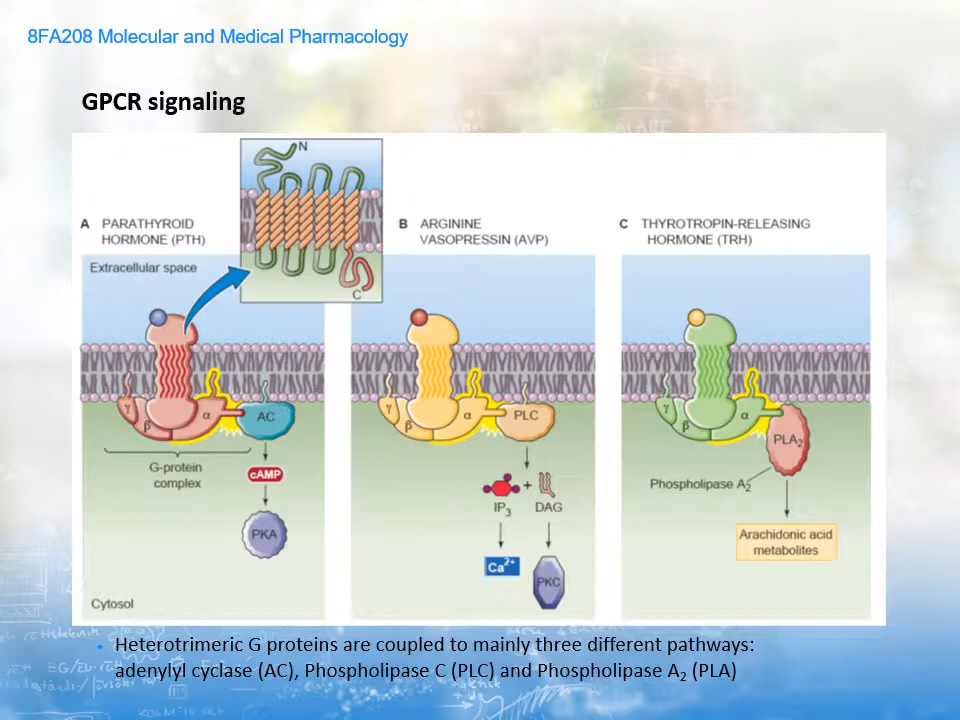 8FA208 Molecular and Medical Pharmacology
GPCR signaling
N
C
A PARATHYROID
HORMONE (PTH)
Extracellular space
γ
β
α
AC
G-protein
complex
cAMP
PKA
Cytosol
B ARGININE
VASOPRESSIN (AVP)
γ
β
α
PLC
IP₃ + DAG
Ca²⁺
PKC
C THYROTROPIN-RELEASING
HORMONE (TRH)
γ
β
α
PLA₂
Phospholipase A₂
Arachidonic acid
metabolites
• Heterotrimeric G proteins are coupled to mainly three different pathways:
adenylyl cyclase (AC), Phospholipase C (PLC) and Phospholipase A₂ (PLA)